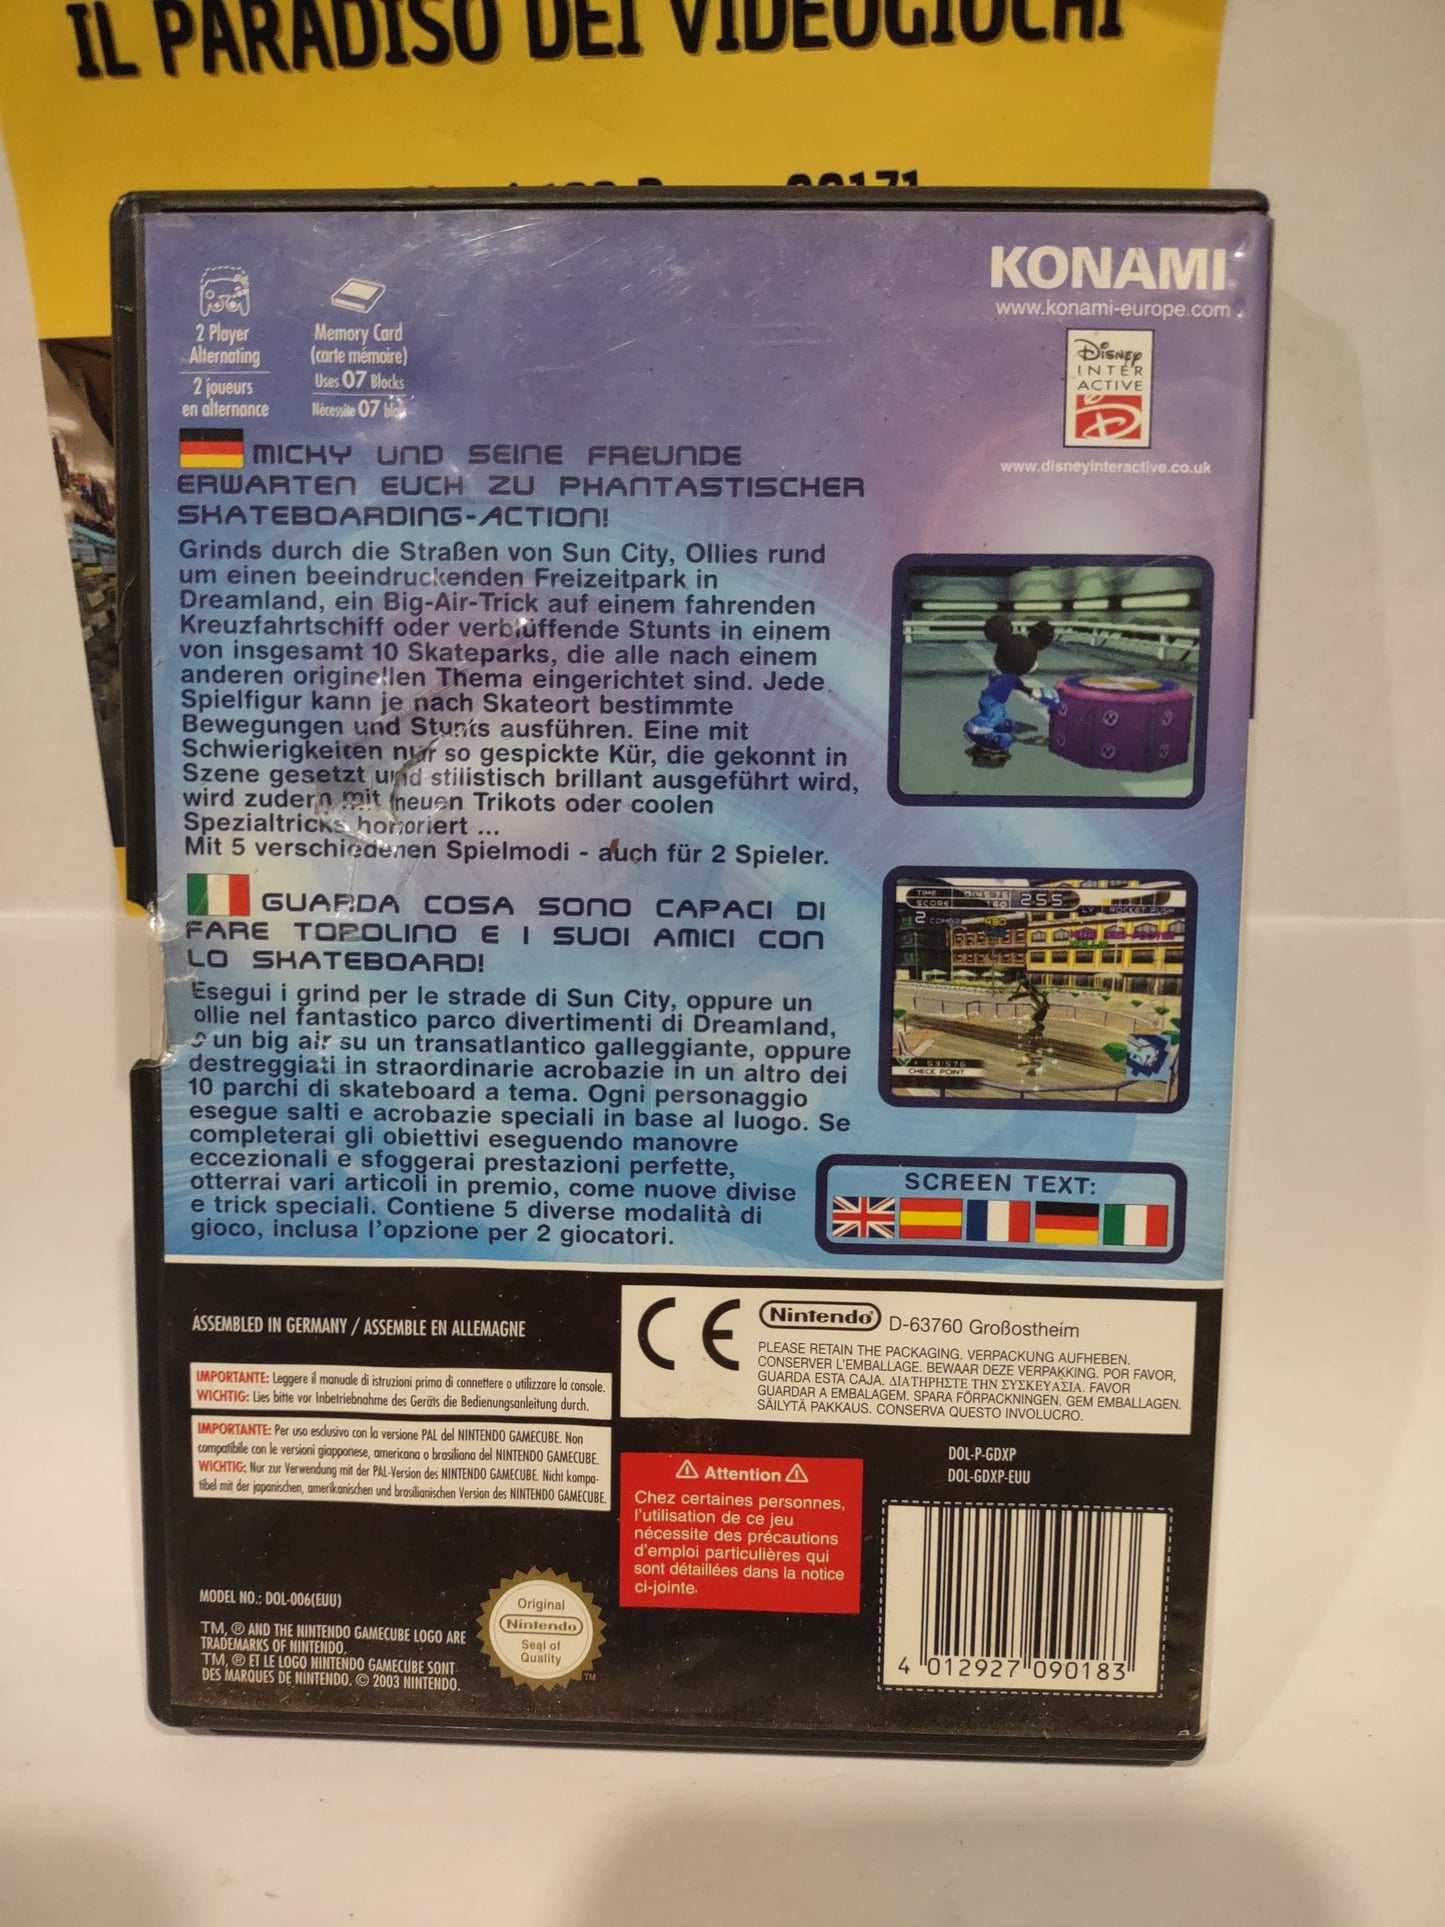 IL PARADISO DEI VIDEOGIOCHI
00171
KONAMI
www.konami-europe.com
2 Player
Alternating
2 joueurs
en alternance
Memory Card
(carte mémoire)
Uses 07 Blocks
Nécessite 07
DISNEY
INTER
ACTIVE
www.disneyinteractive.co.uk
MICKY UND SEINE FREUNDE
ERWARTEN EUCH ZU PHANTASTISCHER
SKATEBOARDING-ACTION!
Grinds durch die Straßen von Sun City, Ollies rund
um einen beeindruckenden Freizeitpark in
Dreamland, ein Big-Air-Trick auf einem fahrenden
Kreuzfahrtschiff oder verblüffende Stunts in einem
von insgesamt 10 Skateparks, die alle nach einem
anderen originellen Thema eingerichtet sind. Jede
Spielfigur kann je nach Skateort bestimmte
Bewegungen und Stunts ausführen. Eine mit
Schwierigkeiten nur so gespickte Kür, die gekonnt in
Szene gesetzt und stilistisch brillant ausgeführt wird,
wird zudem mit neuen Trikots oder coolen
Spezialtricks honoriert ...
Mit 5 verschiedenen Spielmodi - auch für 2 Spieler.
GUARDA COSA SONO CAPACI DI
FARE TOPOLINO E I SUOI AMICI CON
LO SKATEBOARD!
Esegui i grind per le strade di Sun City, oppure un
ollie nel fantastico parco divertimenti di Dreamland,
o un big air su un transatlantico galleggiante, oppure
destreggiati in straordinarie acrobazie in un altro dei
10 parchi di skateboard a tema. Ogni personaggio
esegue salti e acrobazie speciali in base al luogo. Se
completerai gli obiettivi eseguendo manovre
eccezionali e sfoggerai prestazioni perfette,
otterrai vari articoli in premio, come nuove divise
e trick speciali. Contiene 5 diverse modalità di
gioco, inclusa l'opzione per 2 giocatori.
TIME
SCORE
255
CHECK POINT
SCREEN TEXT:
ASSEMBLED IN GERMANY / ASSEMBLE EN ALLEMAGNE
IMPORTANTE: Leggere il manuale di istruzioni prima di connettere o utilizzare la console.
WICHTIG: Lies bitte vor Inbetriebnahme des Geräts die Bedienungsanleitung durch.
IMPORTANTE: Per uso esclusivo con la versione PAL del NINTENDO GAMECUBE. Non
compatibile con le versioni giapponese, americana o brasiliana del NINTENDO GAMECUBE.
WICHTIG: Nur zur Verwendung mit der PAL-Version des NINTENDO GAMECUBE. Nicht kompa-
tibel mit der japanischen, amerikanischen und brasilianischen Version des NINTENDO GAMECUBE.
CE
Nintendo® D-63760 Großostheim
PLEASE RETAIN THE PACKAGING. VERPACKUNG AUFHEBEN.
CONSERVER L'EMBALLAGE. BEWAAR DEZE VERPAKKING. POR FAVOR,
GUARDA ESTA CAJA. ΔΙΑΤΗΡΗΣΤΕ ΤΗΝ ΣΥΣΚΕΥΑΣΙΑ. FAVOR
GUARDAR A EMBALAGEM. SPARA FÖRPACKNINGEN. GEM EMBALLAGEN.
SÄILYTÄ PAKKAUS. CONSERVA QUESTO INVOLUCRO.
Attention
Chez certaines personnes,
l'utilisation de ce jeu
nécessite des précautions
d'emploi particulières qui
sont détaillées dans la notice
ci-jointe.
DOL-P-GDXP
DOL-GDXP-EUU
4 012927 090183
MODEL NO.: DOL-006(EUU)
TM, ® AND THE NINTENDO GAMECUBE LOGO ARE
TRADEMARKS OF NINTENDO.
TM, ® ET LE LOGO NINTENDO GAMECUBE SONT
DES MARQUES DE NINTENDO. © 2003 NINTENDO.
Original
Nintendo
Seal of
Quality
TM